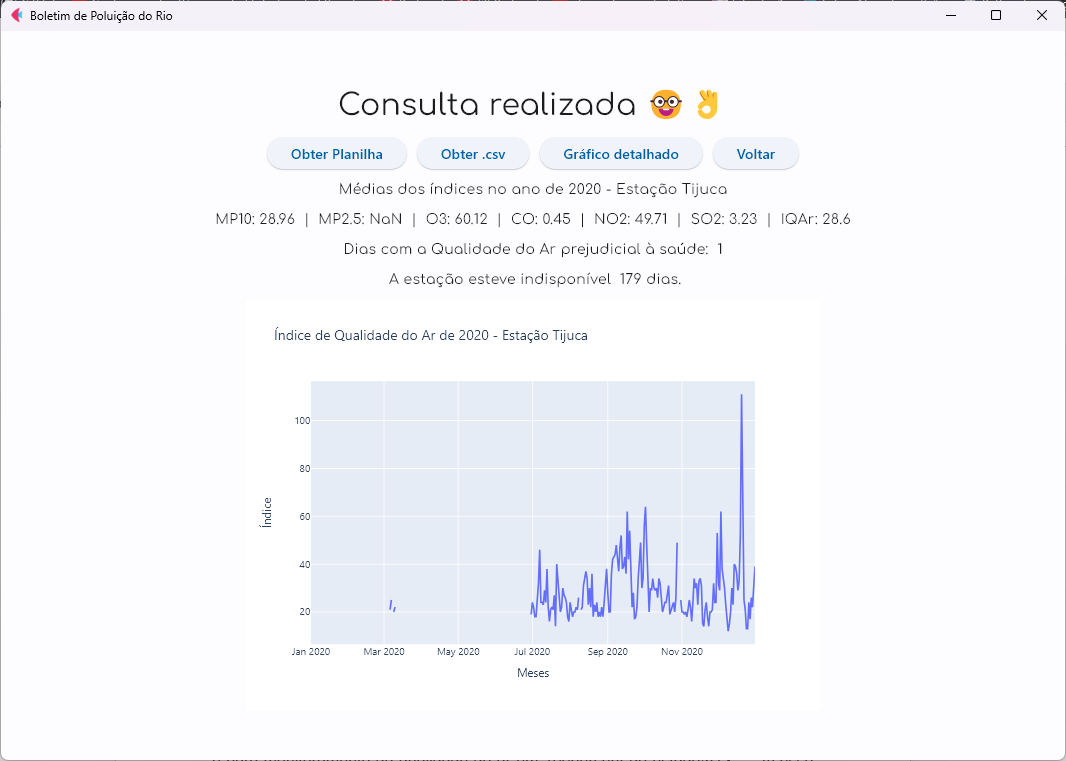 Boletim de Poluição do Rio
Consulta realizada 🤓 👌
Obter Planilha Obter .csv Gráfico detalhado Voltar
Médias dos índices no ano de 2020 - Estação Tijuca
MP10: 28.96 | MP2.5: NaN | O3: 60.12 | CO: 0.45 | NO2: 49.71 | SO2: 3.23 | IQAr: 28.6
Dias com a Qualidade do Ar prejudicial à saúde: 1
A estação esteve indisponível 179 dias.
Índice de Qualidade do Ar de 2020 - Estação Tijuca
100
80
60
Índice
40
20
Jan 2020 Mar 2020 May 2020 Jul 2020 Sep 2020 Nov 2020
Meses